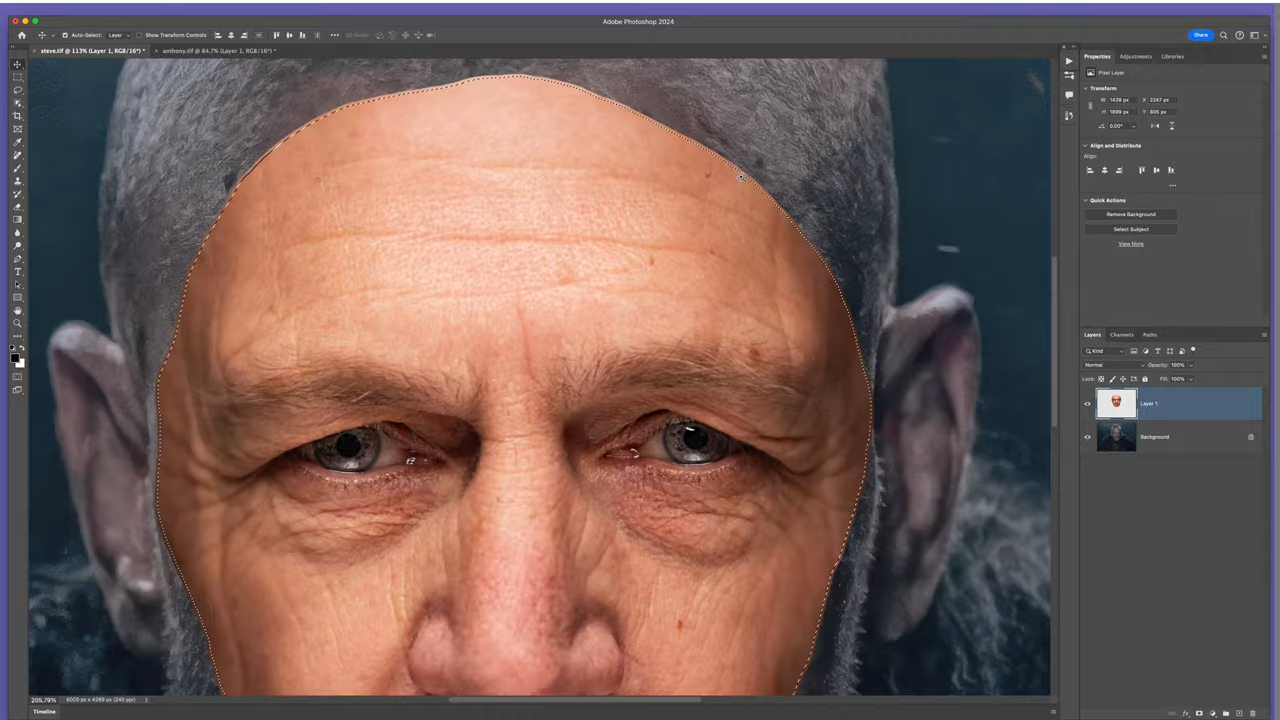 Adobe Photoshop 2024
Auto-Select: Layer Show Transform Controls Share
steve.tif @ 113% (Layer 1, RGB/16*) * anthony.tif @ 84.7% (Layer 1, RGB/16*) *
Properties Adjustments Libraries
Pixel Layer
Transform
W 1439 px X 2247 px
H 1899 px Y 805 px
0.00°
Align and Distribute
Align:
Quick Actions
Remove Background
Select Subject
View More
Layers Channels Paths
Kind
Normal Opacity: 100%
Lock: Fill: 100%
Layer 1
Background
205.79% 6009 px x 4289 px (240 ppi)
Timeline